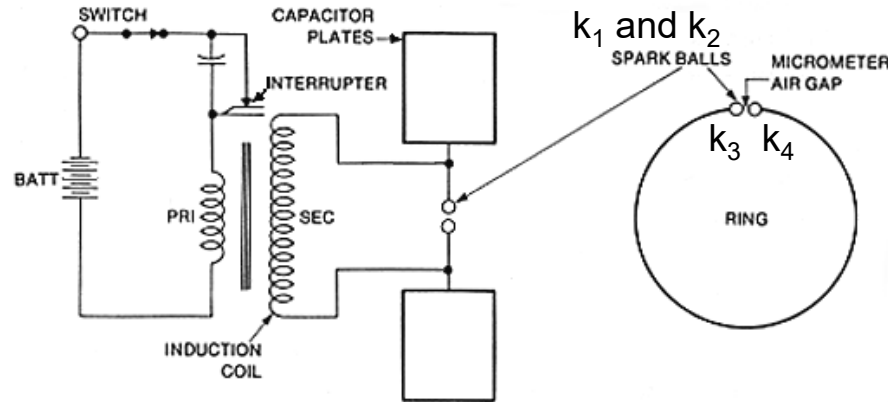 SWITCH
CAPACITOR
PLATES
k₁ and k₂
SPARK BALLS
MICROMETER
AIR GAP
INTERRUPTER
k₃ k₄
BATT
PRI
SEC
RING
INDUCTION
COIL